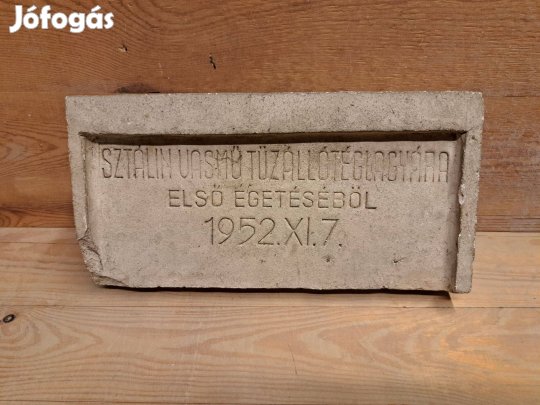 Jófogás
SZTÁLIN VASMŰ TŰZÁLLÓTÉGLAGYÁRA
ELSŐ ÉGETÉSÉBŐL
1952.XI.7.